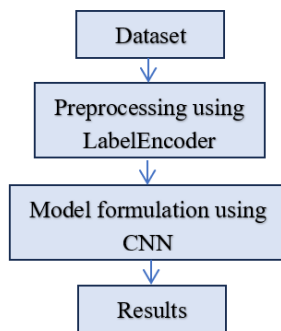 Dataset
Preprocessing using
LabelEncoder
Model formulation using
CNN
Results